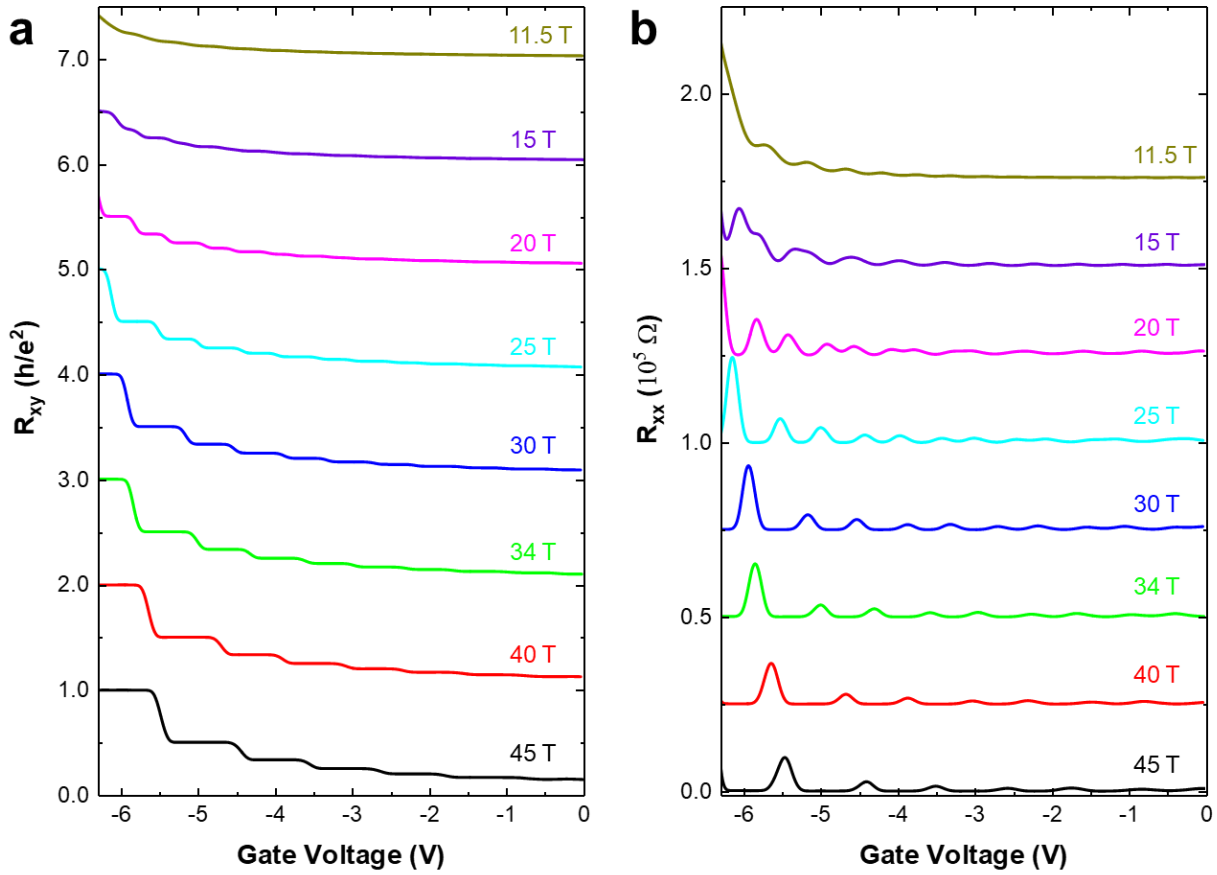 a
R_xy (h/e²)
7.0
6.0
5.0
4.0
3.0
2.0
1.0
0.0
11.5 T
15 T
20 T
25 T
30 T
34 T
40 T
45 T
-6 -5 -4 -3 -2 -1 0
Gate Voltage (V)
b
R_xx (10⁵ Ω)
2.0
1.5
1.0
0.5
0.0
11.5 T
15 T
20 T
25 T
30 T
34 T
40 T
45 T
-6 -5 -4 -3 -2 -1 0
Gate Voltage (V)